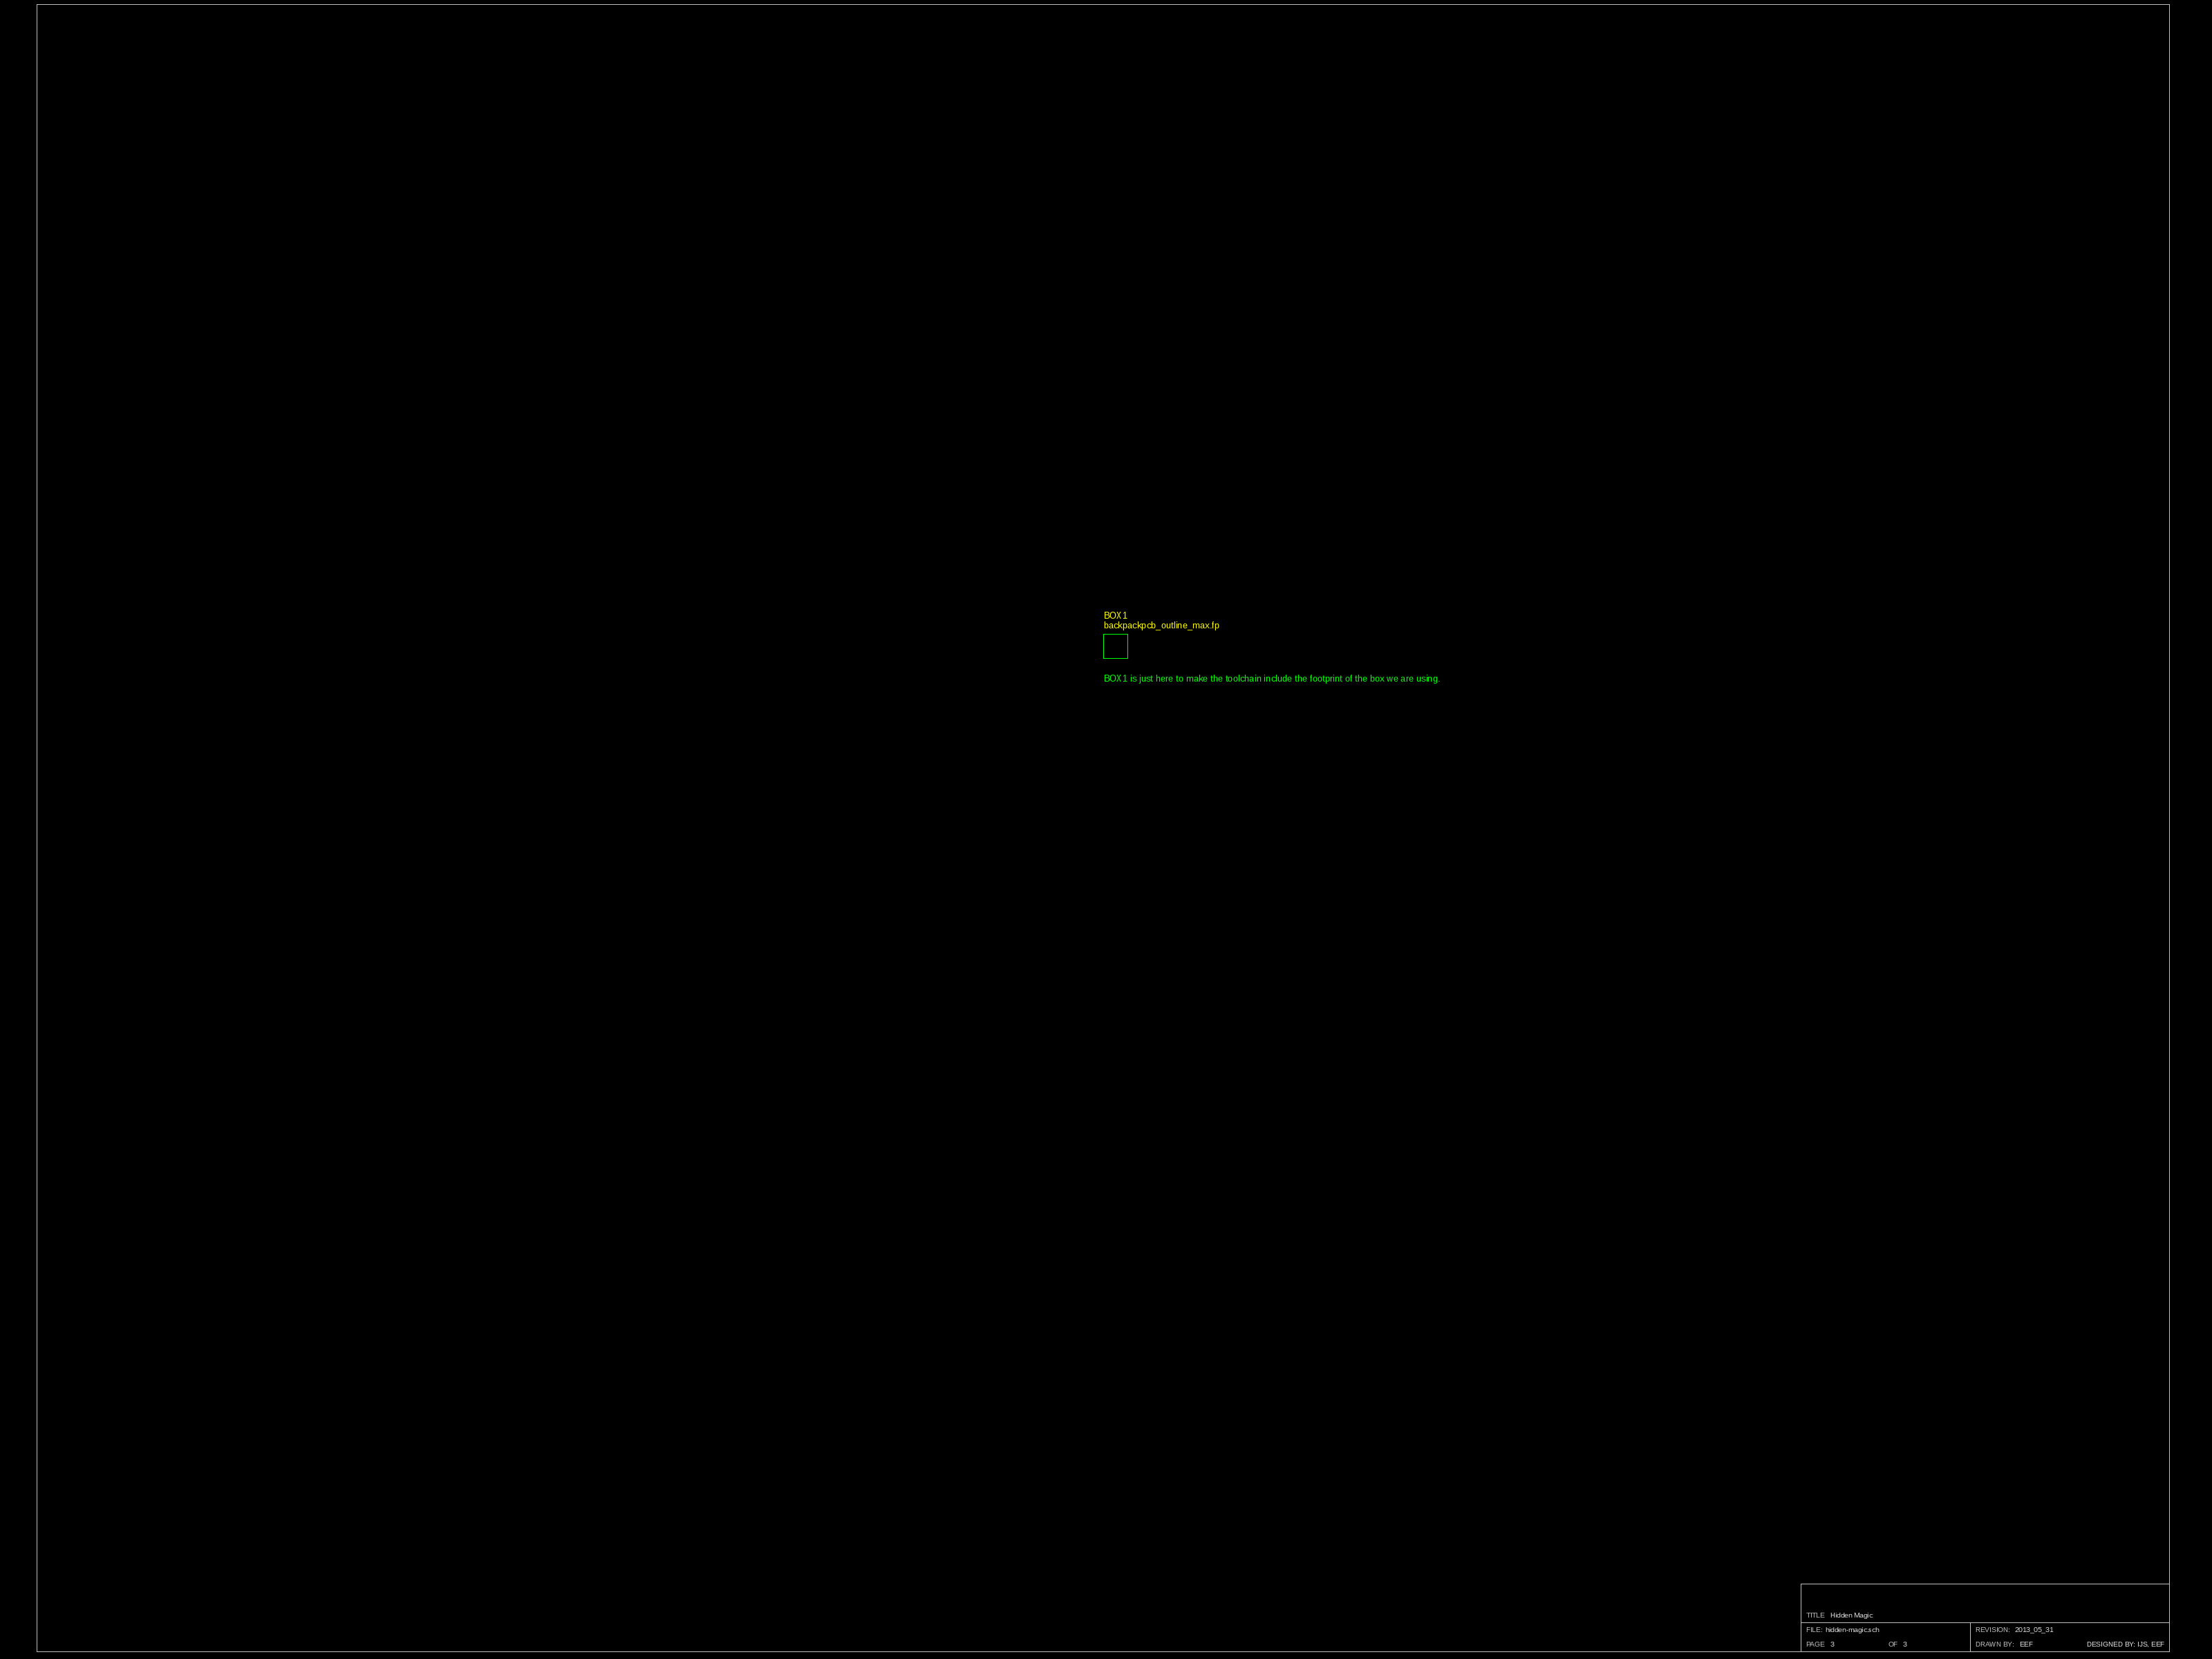 BOX1
backpackpcb_outline_max.fp
BOX1 is just here to make the toolchain include the footprint of the box we are using.
TITLE Hidden Magic
FILE: hidden-magic.sch REVISION: 2013_05_31
PAGE 3 OF 3 DRAWN BY: EEF DESIGNED BY: IJS, EEF